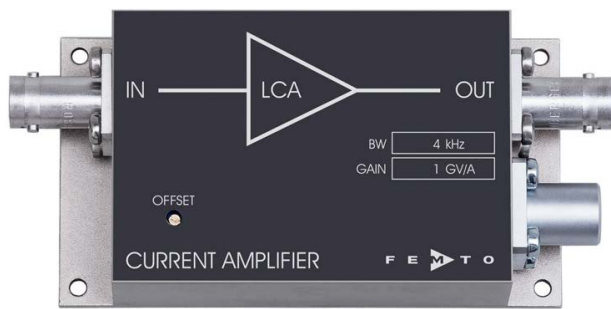 IN LCA OUT
BW 4 kHz
GAIN 1 GV/A
OFFSET
CURRENT AMPLIFIER FEMTO